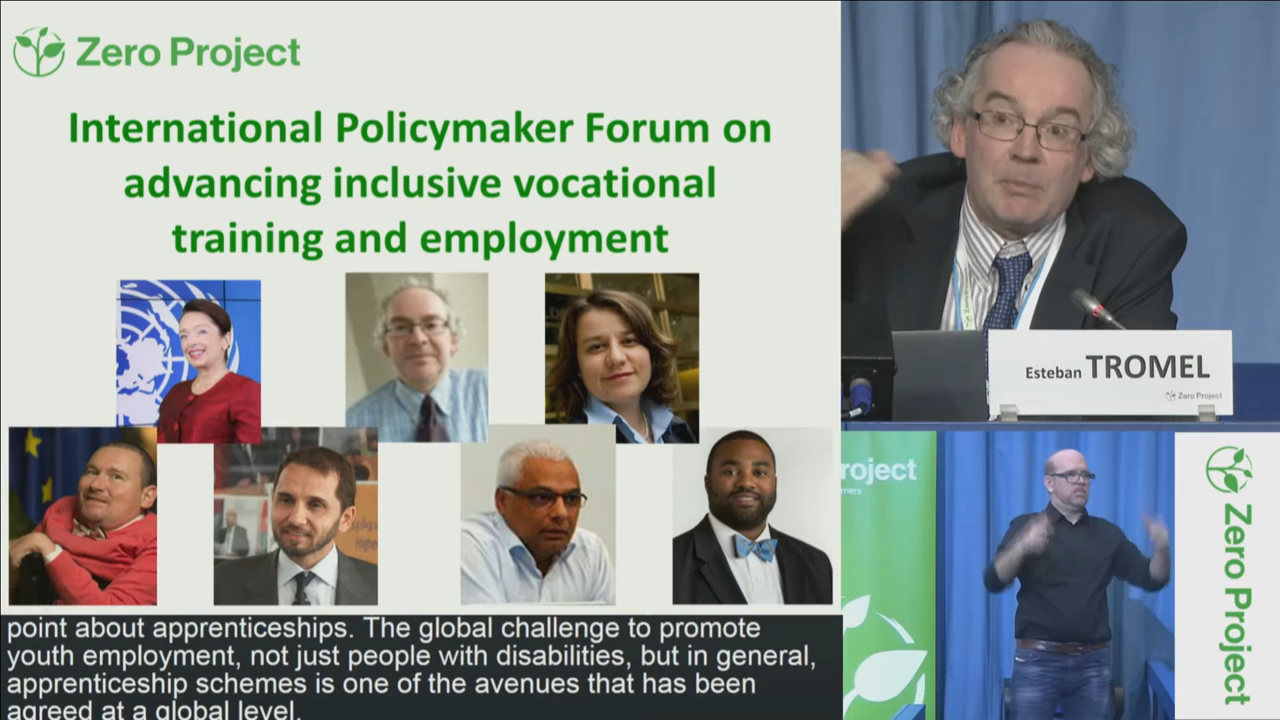 Zero Project
International Policymaker Forum on
advancing inclusive vocational
training and employment
point about apprenticeships. The global challenge to promote
youth employment, not just people with disabilities, but in general,
apprenticeship schemes is one of the avenues that has been
agreed at a global level.
Esteban TROMEL
Zero Project
roject
rriers
Zero Project